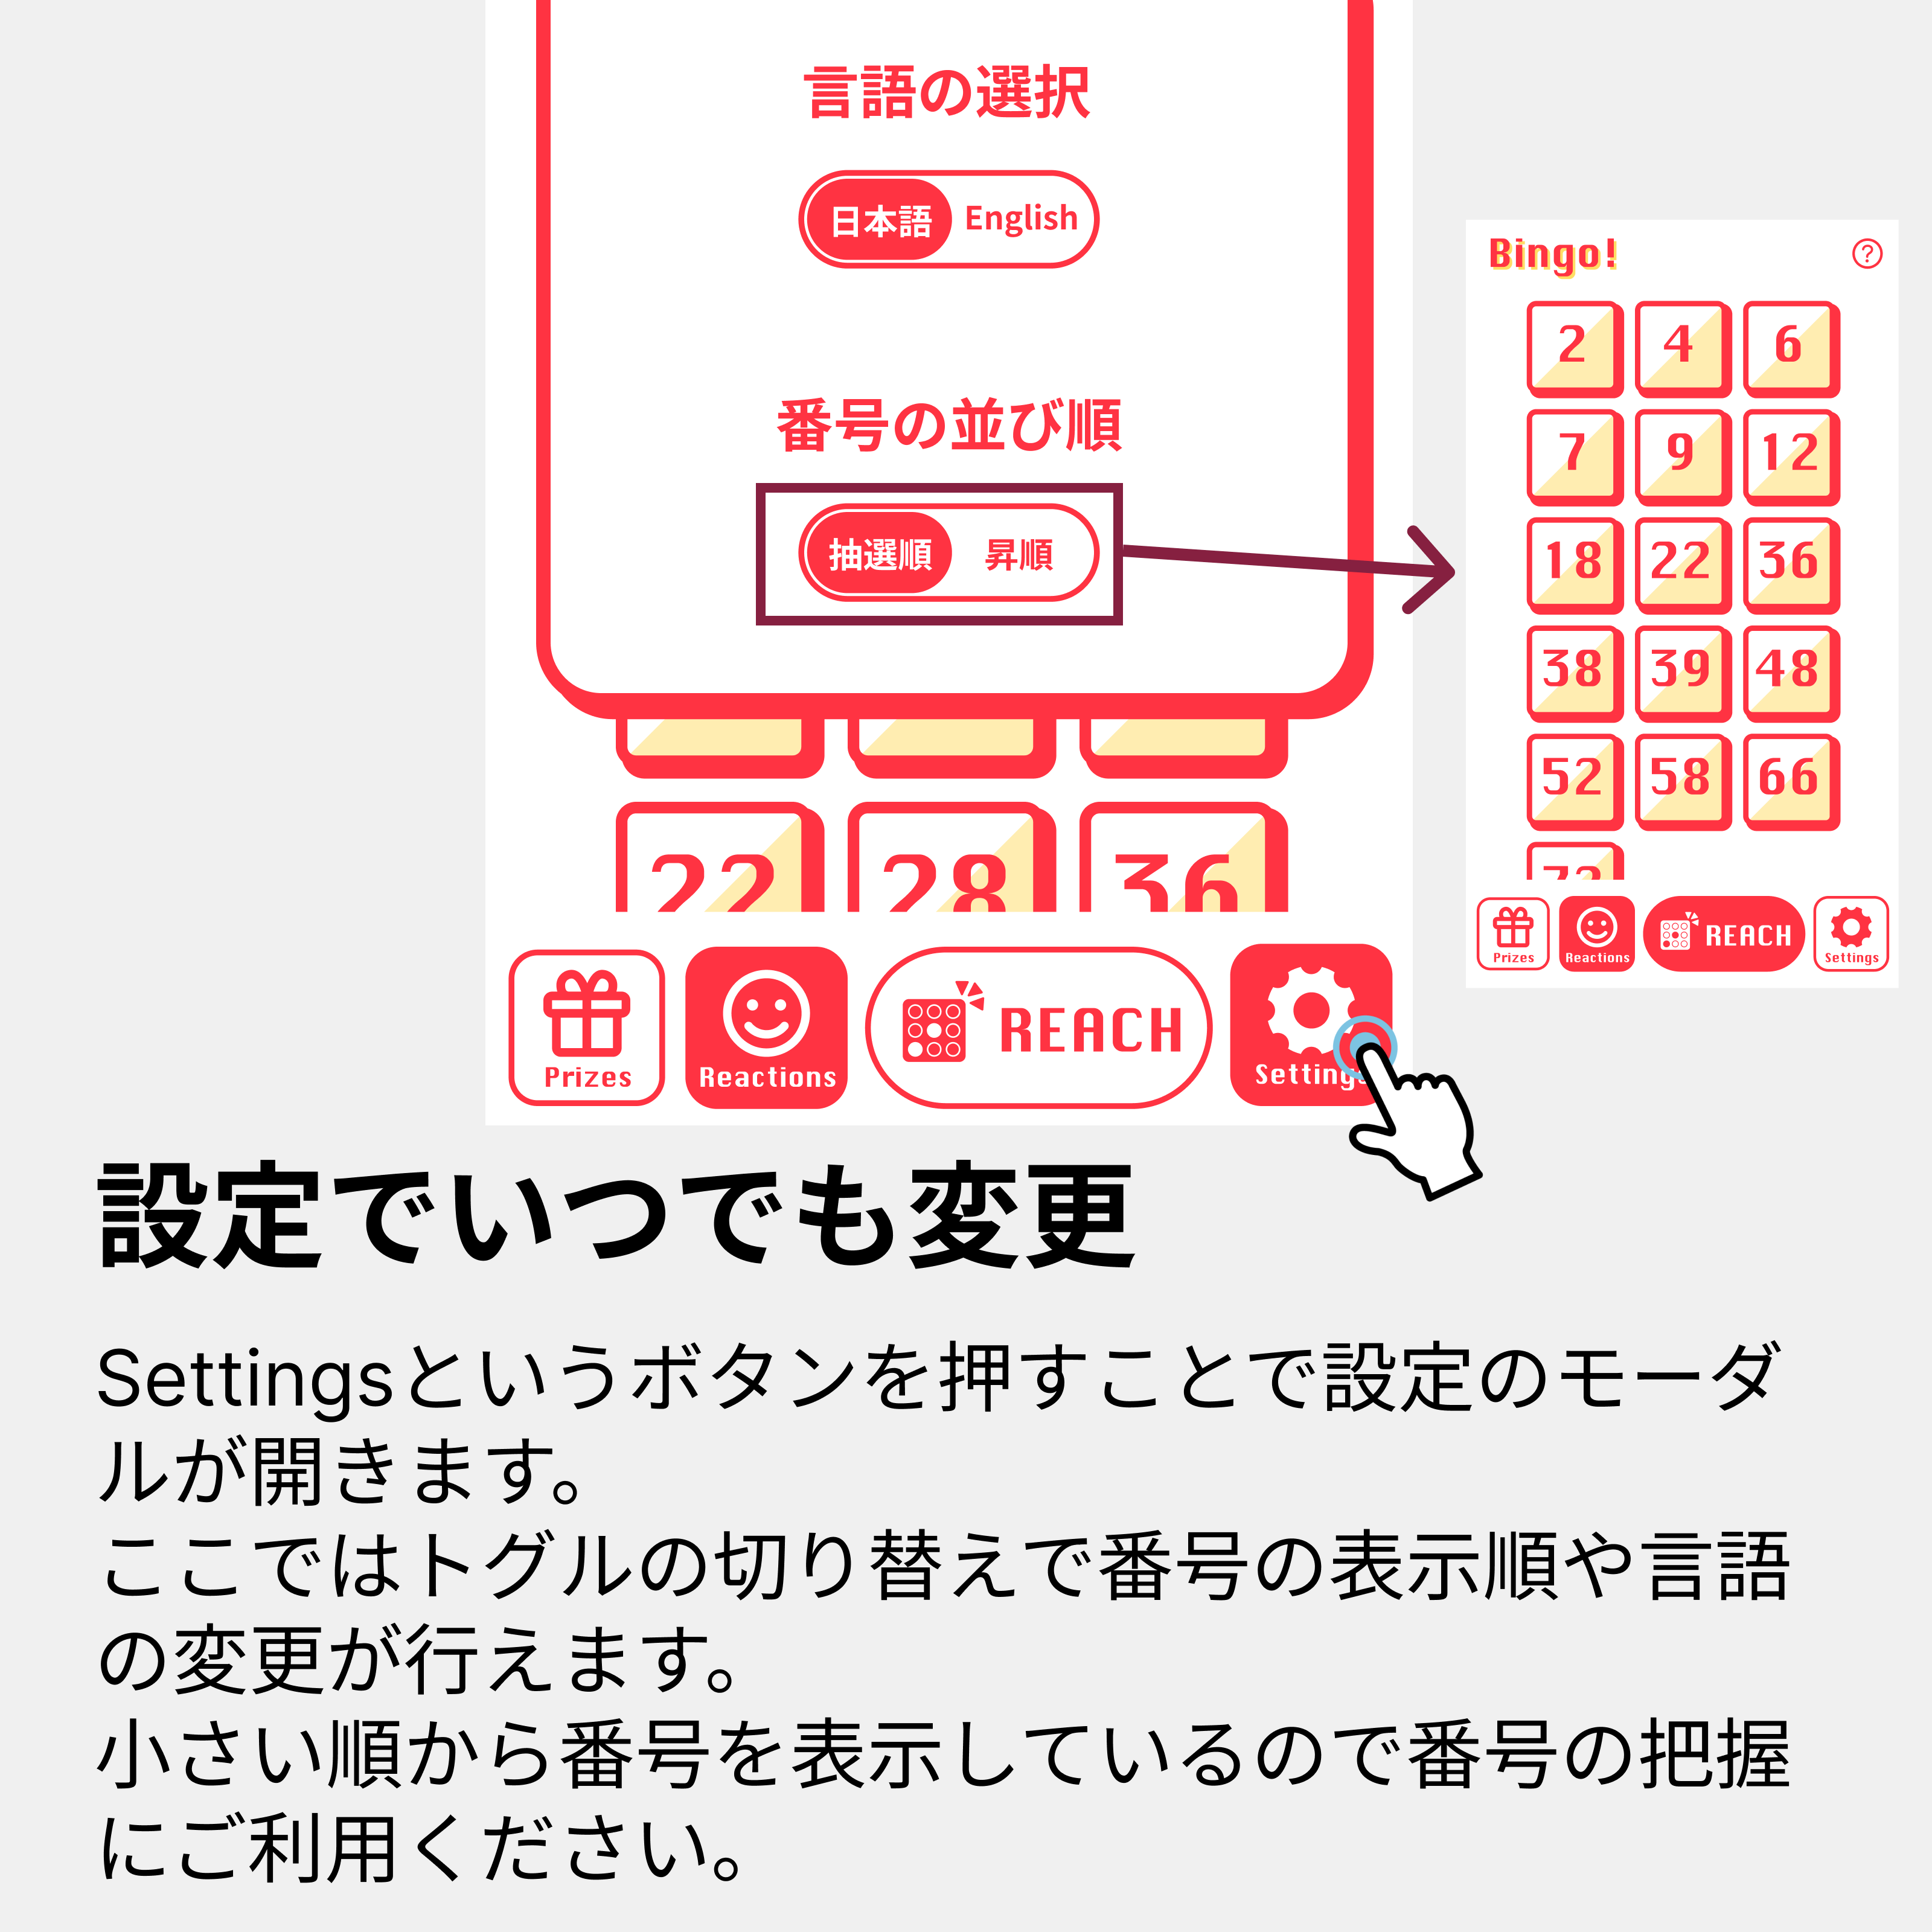 言語の選択
日本語 English
番号の並び順
抽選順 昇順
22 28 36
Prizes Reactions REACH Settings
Bingo! ?
2 4 6
7 9 12
18 22 36
38 39 48
52 58 66
Prizes Reactions REACH Settings
設定でいつでも変更
Settingsというボタンを押すことで設定のモーダ
ルが開きます。
ここではトグルの切り替えで番号の表示順や言語
の変更が行えます。
小さい順から番号を表示しているので番号の把握
にご利用ください。